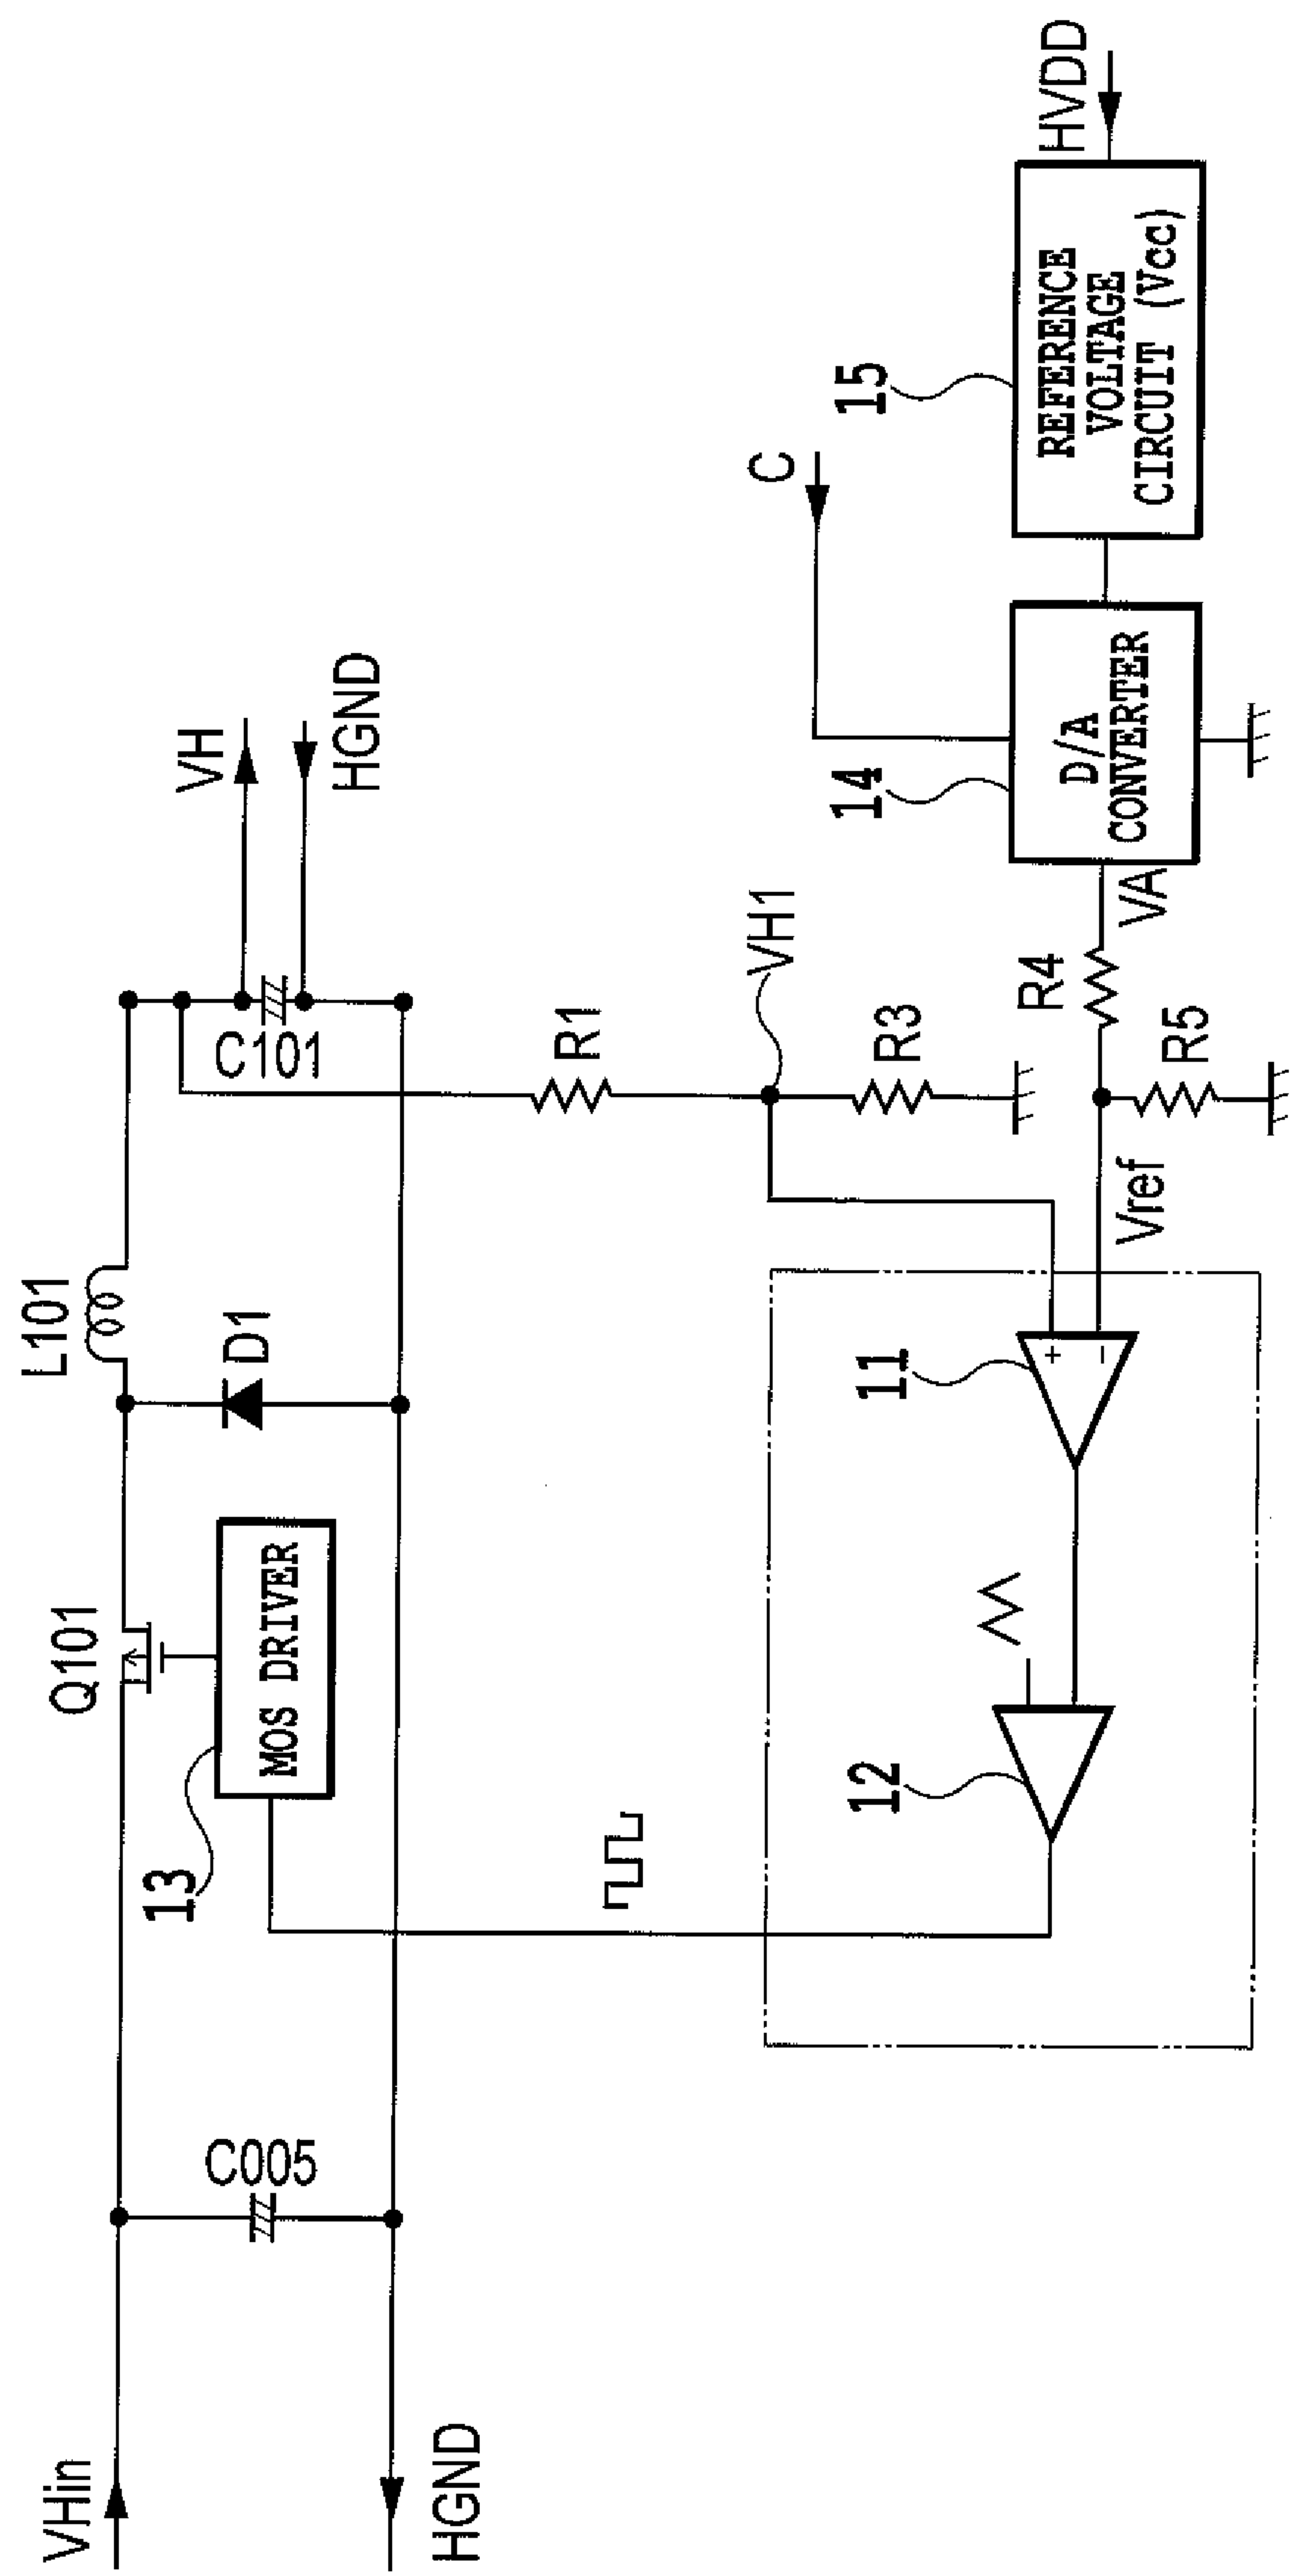 VHin
HGND
C005
13
Q101
MOS DRIVER
L101
D1
C101
VH
HGND
R1
VH1
R3
12
11
+
-
Vref
R5
R4
VA
14
D/A
CONVERTER
C
15
REFERENCE
VOLTAGE
CIRCUIT (Vcc)
HVDD